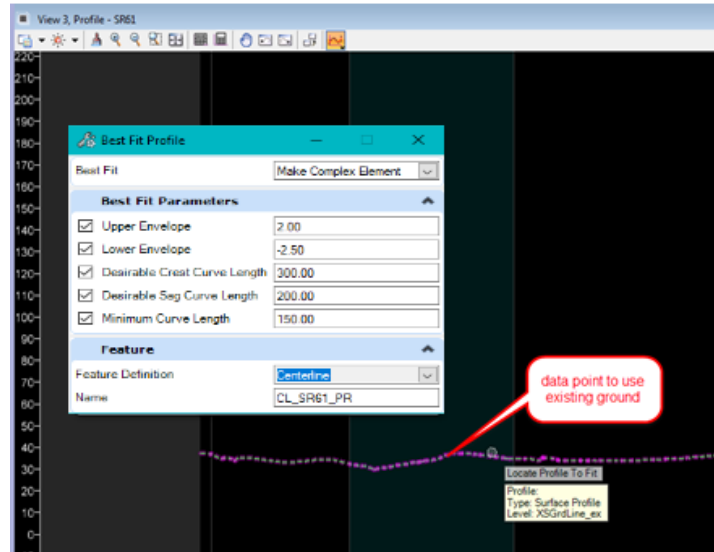 View 3, Profile - SR61
220-
210-
200-
190-
180-
170-
160-
150-
140-
130-
120-
110-
100-
90-
80-
70-
60-
50-
40-
30-
20-
10-
0-
Best Fit Profile
Best Fit Make Complex Element
Best Fit Parameters
Upper Envelope 2.00
Lower Envelope -2.50
Desirable Crest Curve Length 300.00
Desirable Sag Curve Length 200.00
Minimum Curve Length 150.00
Feature
Feature Definition Centerline
Name CL_SR61_PR
data point to use
existing ground
Locate Profile To Fit
Profile:
Type: Surface Profile
Level: XSGrdLine_ex